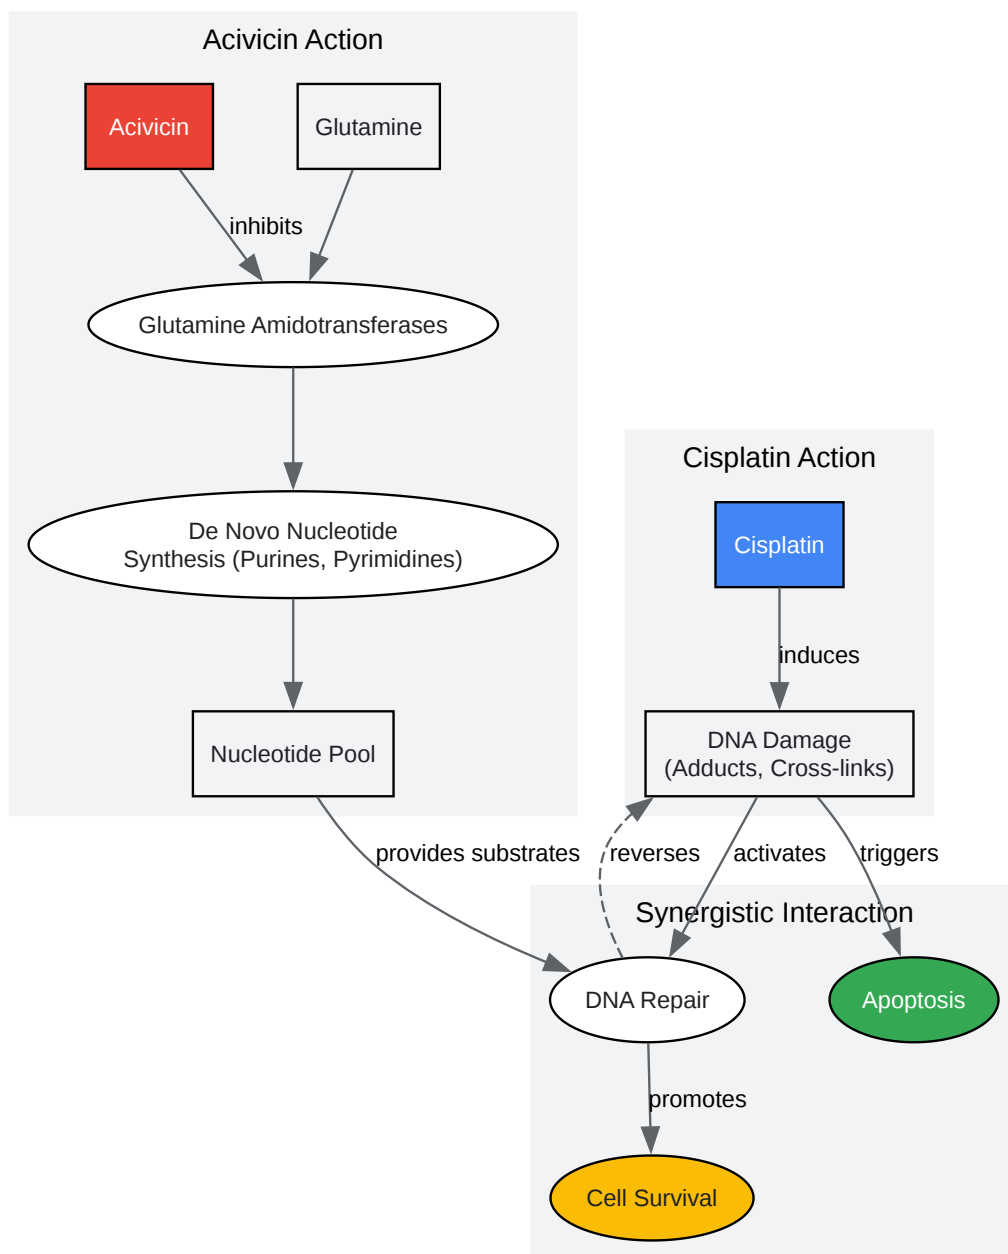 Acivicin Action
Acivicin
Glutamine
inhibits
Glutamine Amidotransferases
De Novo Nucleotide
Synthesis (Purines, Pyrimidines)
Nucleotide Pool
Cisplatin Action
Cisplatin
induces
DNA Damage
(Adducts, Cross-links)
provides substrates
reverses
activates
triggers
Synergistic Interaction
DNA Repair
Apoptosis
promotes
Cell Survival